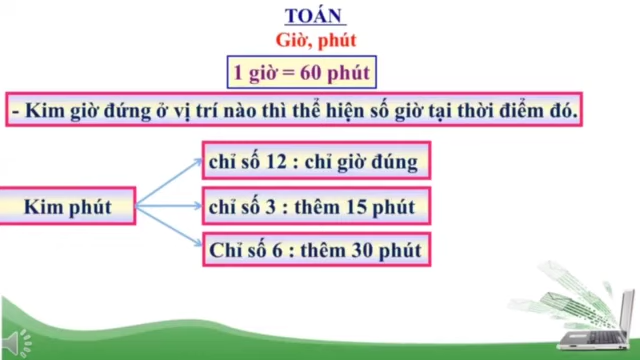 TOÁN
Giờ, phút
1 giờ = 60 phút
- Kim giờ đứng ở vị trí nào thì thể hiện số giờ tại thời điểm đó.
chỉ số 12 : chỉ giờ đúng
Kim phút
chỉ số 3 : thêm 15 phút
Chỉ số 6 : thêm 30 phút